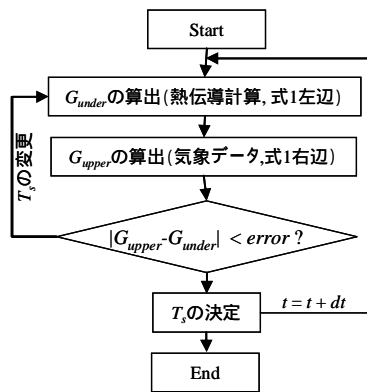 Start
G_underの算出(熱伝導計算, 式1左辺)
G_upperの算出(気象データ,式1右辺)
T_sの変更
|G_upper-G_under| < error ?
T_sの決定
t = t + dt
End